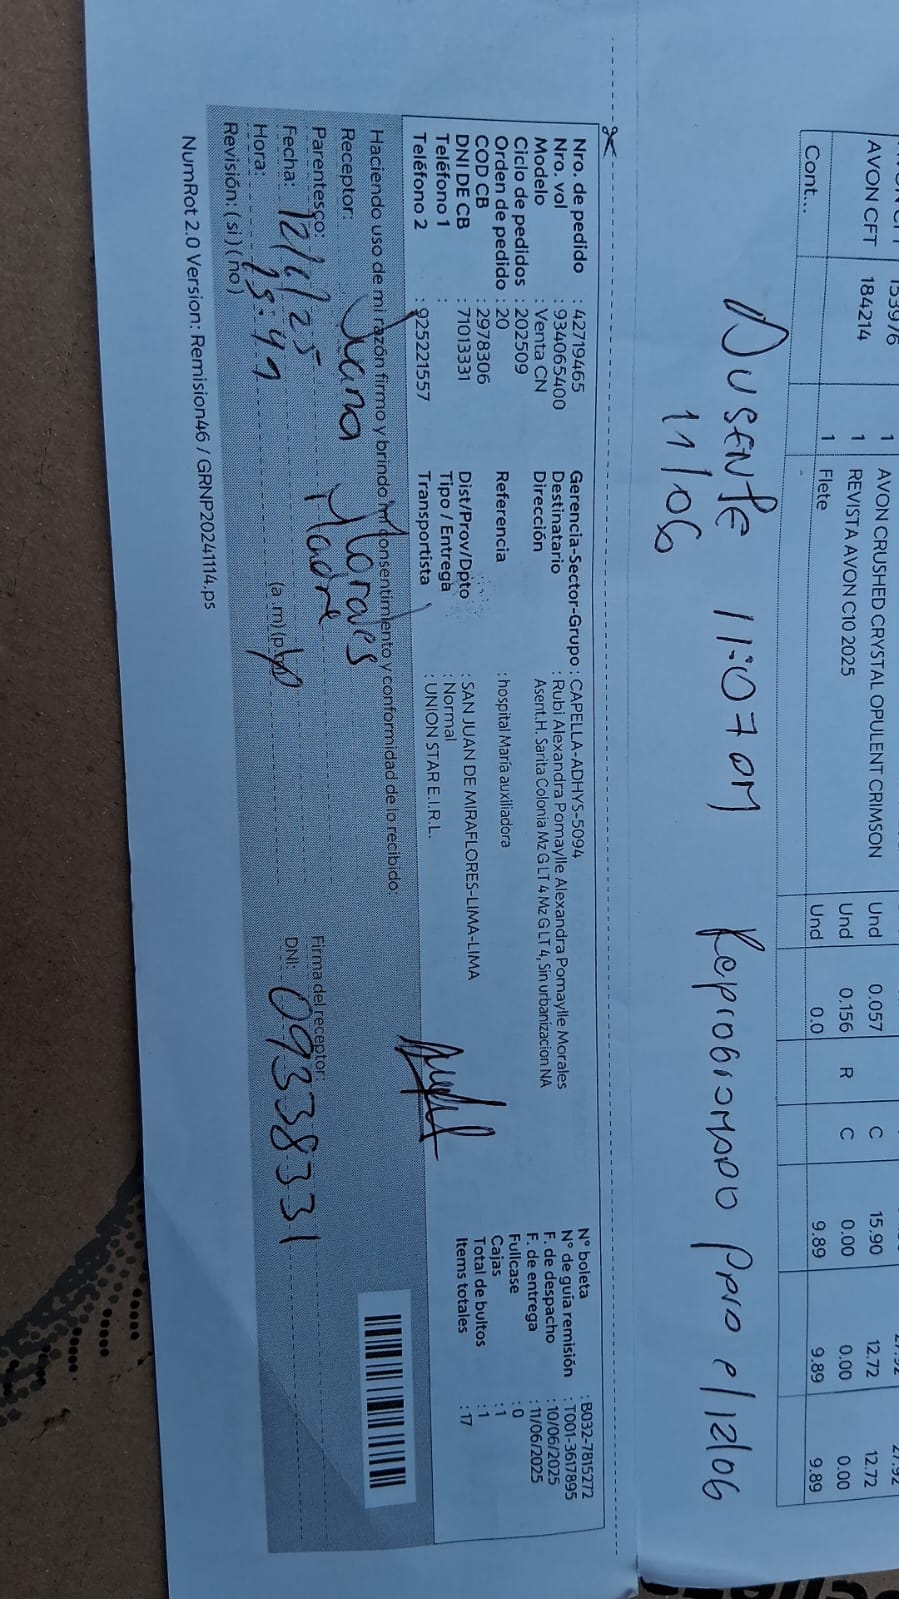 AVON CFT 184214 1 AVON CRUSHED CRYSTAL OPULENT CRIMSON Und 0.057 C 15.90 12.72 12.72
1 REVISTA AVON C10 2025 Und 0.156 R C 0.00 0.00 0.00
Cont... 1 Flete Und 0.0 9.89 9.89 9.89
AUSENTE 11:07 am Reprogramado para el 12/06
11/06
Nro. de pedido : 42719465
Nro. vol : 934065400
Modelo : Venta CN
Ciclo de pedidos : 202509
Orden de pedido : 20
COD CB : 2978306
DNI DE CB : 71013331
Teléfono 1 :
Teléfono 2 : 925221557
Gerencia-Sector-Grupo : CAPELLA-ADHYS-5094
Destinatario : Rubi Alexandra Pomaylle Alexandra Pomaylle Morales
Dirección Asent.H. Sarita Colonia Mz G LT 4 Mz G LT 4, Sin urbanizacion NA
Referencia : hospital María auxiliadora
Dist/Prov/Dpto : SAN JUAN DE MIRAFLORES-LIMA-LIMA
Tipo / Entrega : Normal
Transportista : UNION STAR E.I.R.L.
N° boleta : B032-7815272
N° de guía remisión : T001-3617895
F. de despacho : 10/06/2025
F. de entrega : 11/06/2025
Fullcase : 0
Cajas : 1
Total de bultos : 1
Items totales : 17
Haciendo uso de mi razón firmo y brindo mi consentimiento y conformidad de lo recibido:
Receptor: Juana Morales
Parentesco: Madre
Firma del receptor:
Fecha: 12/6/25
DNI: 09338331
Hora: (a.m) (p.m)
Revisión: ( si ) ( no )
NumRot 2.0 Version: Remision46 / GRNP20241114.ps